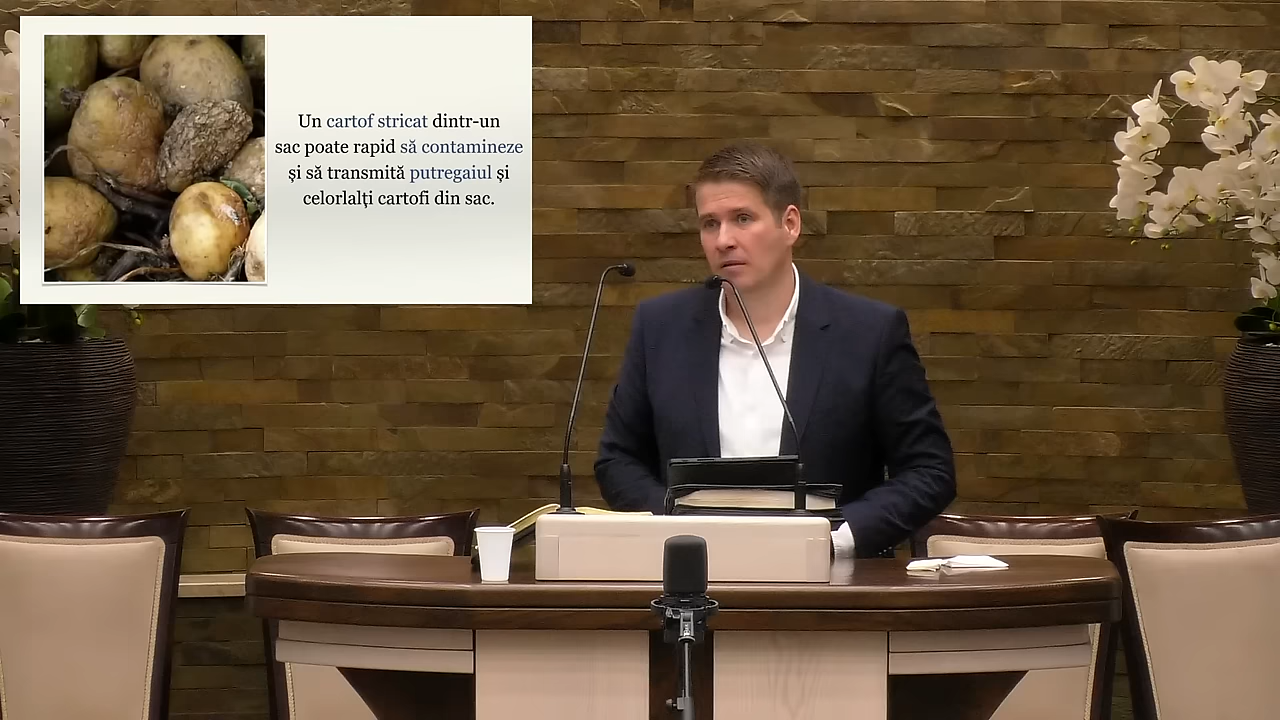 Un cartof stricat dintr-un
sac poate rapid să contamineze
și să transmită putregaiul și
celorlalți cartofi din sac.